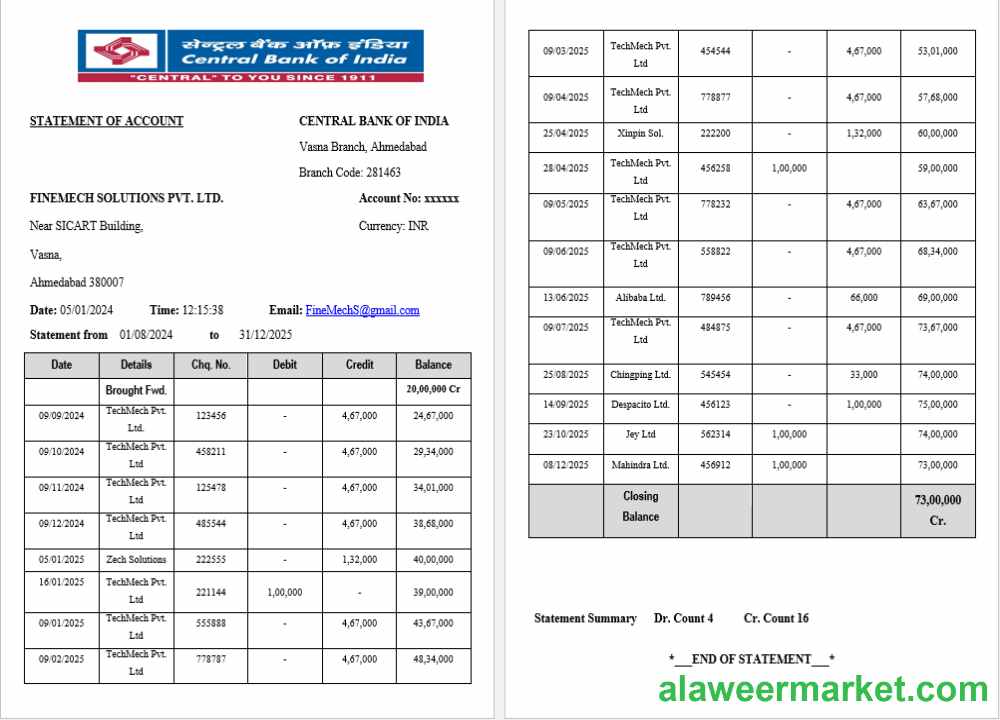 सेन्ट्रल बैंक ऑफ़ इंडिया
Central Bank of India
"CENTRAL" TO YOU SINCE 1911
STATEMENT OF ACCOUNT CENTRAL BANK OF INDIA
Vasna Branch, Ahmedabad
Branch Code: 281463
FINEMECH SOLUTIONS PVT. LTD. Account No: xxxxxx
Near SICART Building, Currency: INR
Vasna,
Ahmedabad 380007
Date: 05/01/2024 Time: 12:15:38 Email: FineMechS@gmail.com
Statement from 01/08/2024 to 31/12/2025
Date Details Chq. No. Debit Credit Balance
Brought Fwd. 20,00,000 Cr
09/09/2024 TechMech Pvt. Ltd. 123456 - 4,67,000 24,67,000
09/10/2024 TechMech Pvt. Ltd 458211 - 4,67,000 29,34,000
09/11/2024 TechMech Pvt. Ltd 125478 - 4,67,000 34,01,000
09/12/2024 TechMech Pvt. Ltd 485544 - 4,67,000 38,68,000
05/01/2025 Zech Solutions 222555 - 1,32,000 40,00,000
16/01/2025 TechMech Pvt. Ltd 221144 1,00,000 - 39,00,000
09/01/2025 TechMech Pvt. Ltd 555888 - 4,67,000 43,67,000
09/02/2025 TechMech Pvt. Ltd 778787 - 4,67,000 48,34,000
09/03/2025 TechMech Pvt. Ltd 454544 - 4,67,000 53,01,000
09/04/2025 TechMech Pvt. Ltd 778877 - 4,67,000 57,68,000
25/04/2025 Xinpin Sol. 222200 - 1,32,000 60,00,000
28/04/2025 TechMech Pvt. Ltd 456258 1,00,000 59,00,000
09/05/2025 TechMech Pvt. Ltd 778232 - 4,67,000 63,67,000
09/06/2025 TechMech Pvt. Ltd 558822 - 4,67,000 68,34,000
13/06/2025 Alibaba Ltd. 789456 - 66,000 69,00,000
09/07/2025 TechMech Pvt. Ltd 484875 - 4,67,000 73,67,000
25/08/2025 Chingping Ltd. 545454 - 33,000 74,00,000
14/09/2025 Despacito Ltd. 456123 - 1,00,000 75,00,000
23/10/2025 Jey Ltd 562314 1,00,000 74,00,000
08/12/2025 Mahindra Ltd. 456912 1,00,000 73,00,000
Closing Balance 73,00,000 Cr.
Statement Summary Dr. Count 4 Cr. Count 16
*___END OF STATEMENT___*
alaweermarket.com